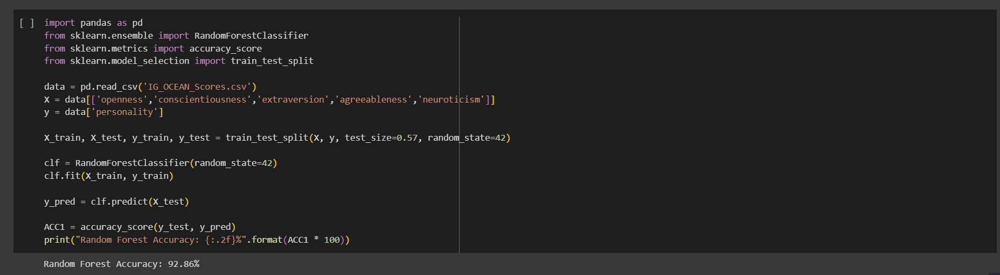 [ ] import pandas as pd
from sklearn.ensemble import RandomForestClassifier
from sklearn.metrics import accuracy_score
from sklearn.model_selection import train_test_split
data = pd.read_csv('IG_OCEAN_Scores.csv')
X = data[['openness','conscientiousness','extraversion','agreeableness','neuroticism']]
y = data['personality']
X_train, X_test, y_train, y_test = train_test_split(X, y, test_size=0.57, random_state=42)
clf = RandomForestClassifier(random_state=42)
clf.fit(X_train, y_train)
y_pred = clf.predict(X_test)
ACC1 = accuracy_score(y_test, y_pred)
print("Random Forest Accuracy: {:.2f}%".format(ACC1 * 100))
Random Forest Accuracy: 92.86%